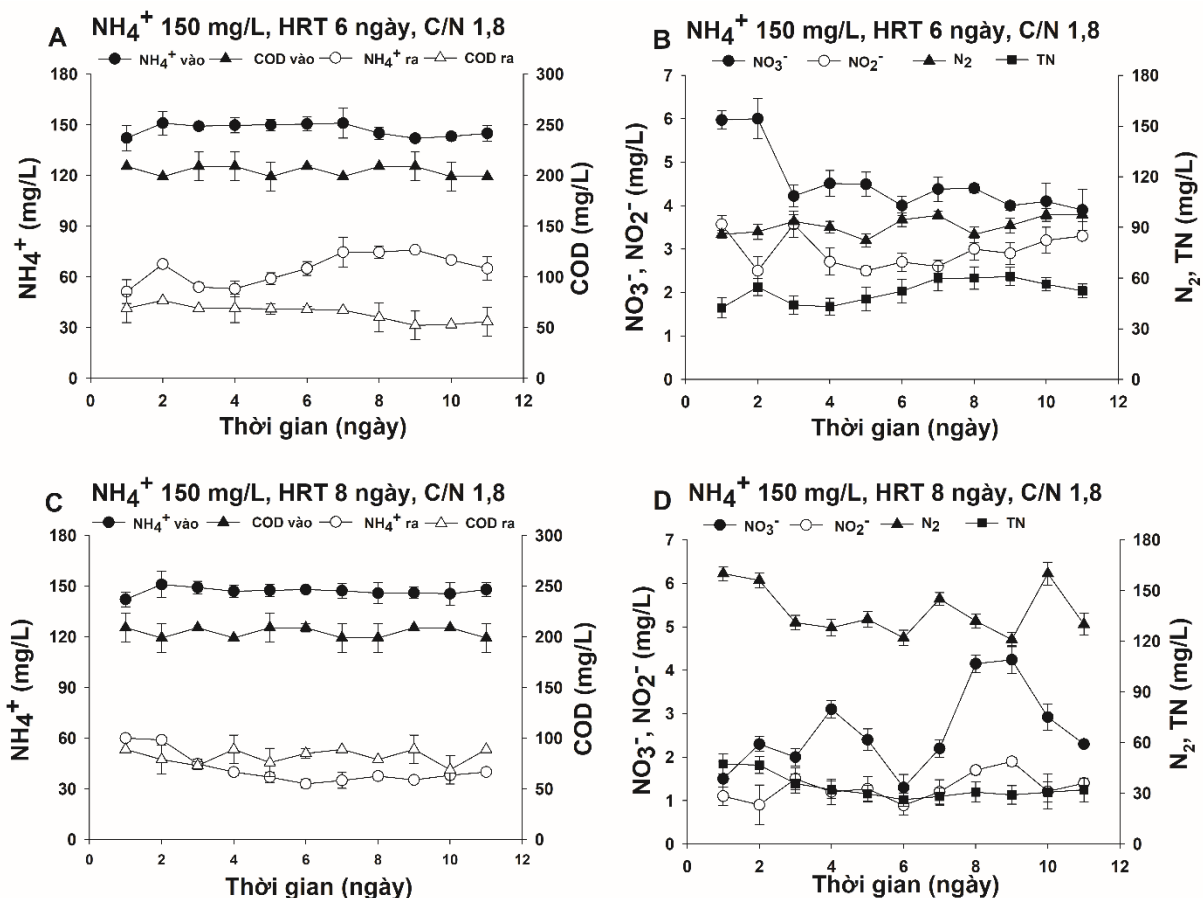 A NH₄⁺ 150 mg/L, HRT 6 ngày, C/N 1,8
NH₄⁺ vào COD vào NH₄⁺ ra COD ra
180 150 120 90 60 30 0
NH₄⁺ (mg/L)
300 250 200 150 100 50 0
COD (mg/L)
0 2 4 6 8 10 12
Thời gian (ngày)
B NH₄⁺ 150 mg/L, HRT 6 ngày, C/N 1,8
NO₃⁻ NO₂⁻ N₂ TN
7 6 5 4 3 2 1 0
NO₃⁻, NO₂⁻ (mg/L)
180 150 120 90 60 30 0
N₂, TN (mg/L)
0 2 4 6 8 10 12
Thời gian (ngày)
C NH₄⁺ 150 mg/L, HRT 8 ngày, C/N 1,8
NH₄⁺ vào COD vào NH₄⁺ ra COD ra
180 150 120 90 60 30 0
NH₄⁺ (mg/L)
300 250 200 150 100 50 0
COD (mg/L)
0 2 4 6 8 10 12
Thời gian (ngày)
D NH₄⁺ 150 mg/L, HRT 8 ngày, C/N 1,8
NO₃⁻ NO₂⁻ N₂ TN
7 6 5 4 3 2 1 0
NO₃⁻, NO₂⁻ (mg/L)
180 150 120 90 60 30 0
N₂, TN (mg/L)
0 2 4 6 8 10 12
Thời gian (ngày)